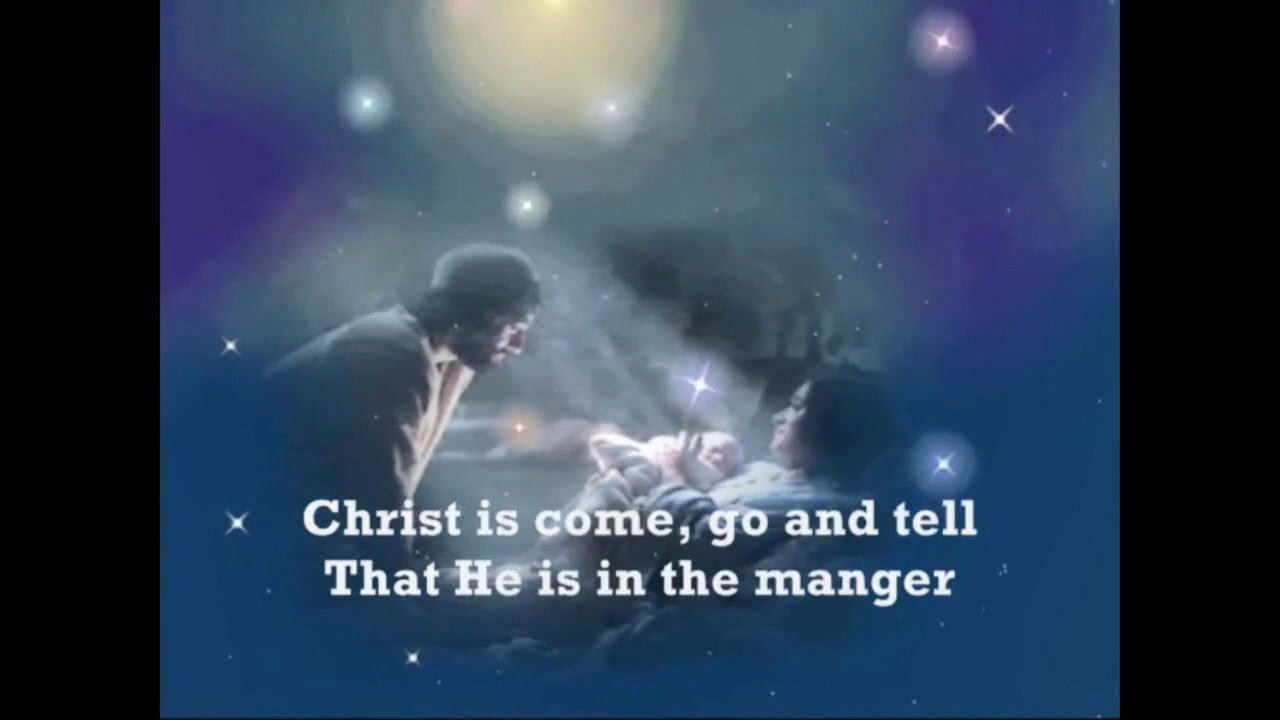 Christ is come, go and tell
That He is in the manger